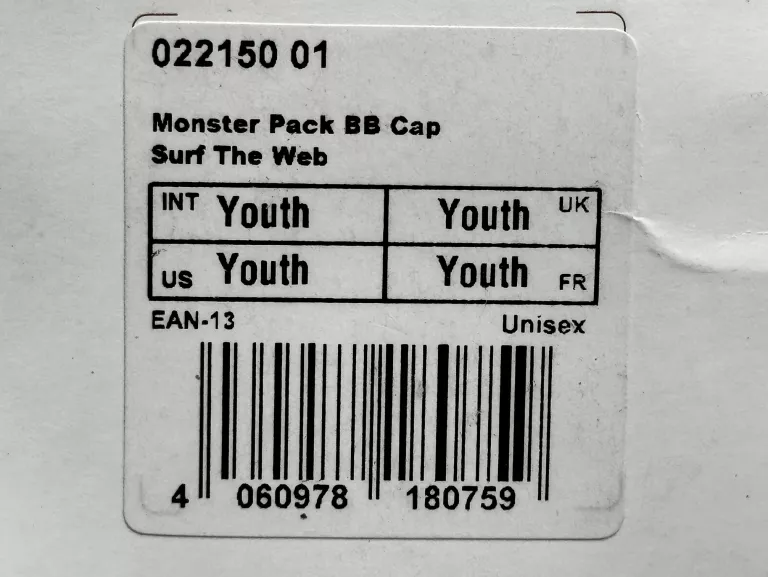 022150 01
Monster Pack BB Cap
Surf The Web
INT Youth Youth UK
US Youth Youth FR
EAN-13 Unisex
4 060978 180759